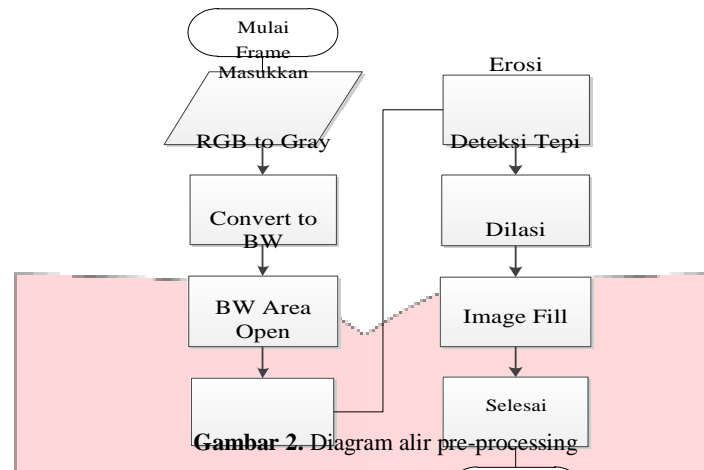 Mulai
Frame
Masukkan
RGB to Gray
Convert to
BW
BW Area
Open
Erosi
Deteksi Tepi
Dilasi
Image Fill
Selesai
Gambar 2. Diagram alir pre-processing